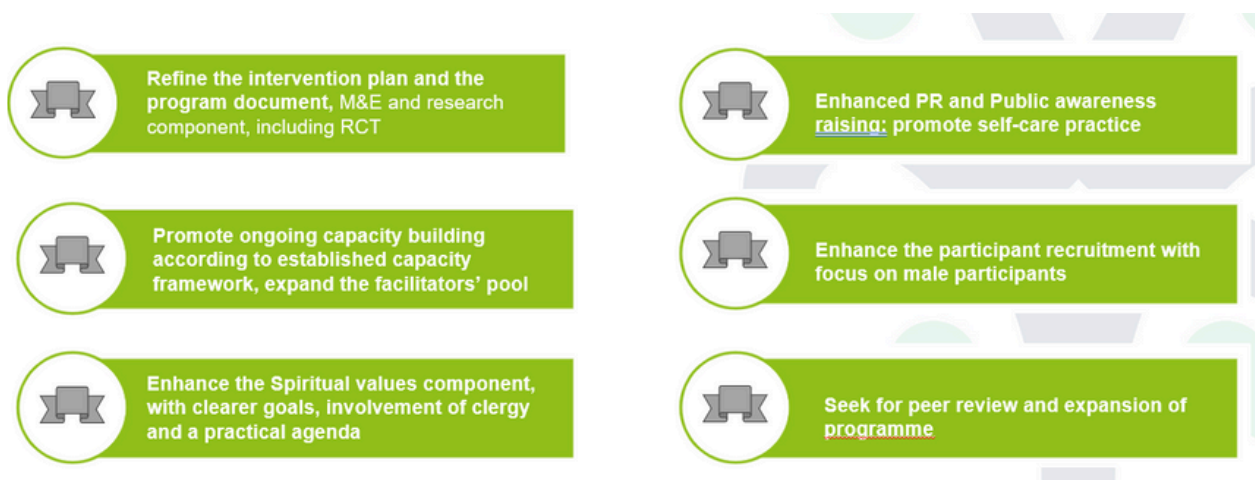 Refine the intervention plan and the
program document, M&E and research
component, including RCT
Promote ongoing capacity building
according to established capacity
framework, expand the facilitators’ pool
Enhance the Spiritual values component,
with clearer goals, involvement of clergy
and a practical agenda
Enhanced PR and Public awareness
raising: promote self-care practice
Enhance the participant recruitment with
focus on male participants
Seek for peer review and expansion of
programme